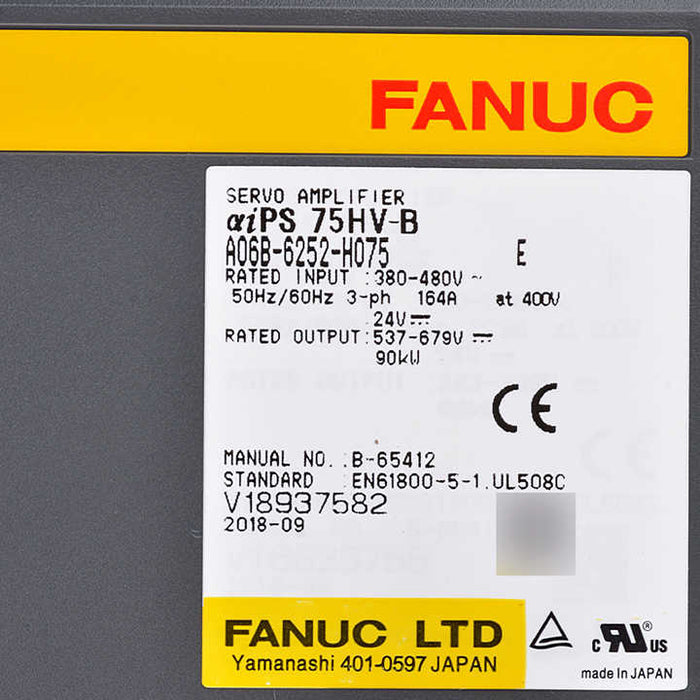 FANUC
SERVO AMPLIFIER
αiPS 75HV-B
A06B-6252-H075 E
RATED INPUT :380-480V ~
50Hz/60Hz 3-ph 164A at 400V
24V⎓
RATED OUTPUT:537-679V ⎓
90kW
CE
MANUAL NO. :B-65412
STANDARD :EN61800-5-1.UL508C
V18937582
2018-09
FANUC LTD
Yamanashi 401-0597 JAPAN
c RU US
made in JAPAN